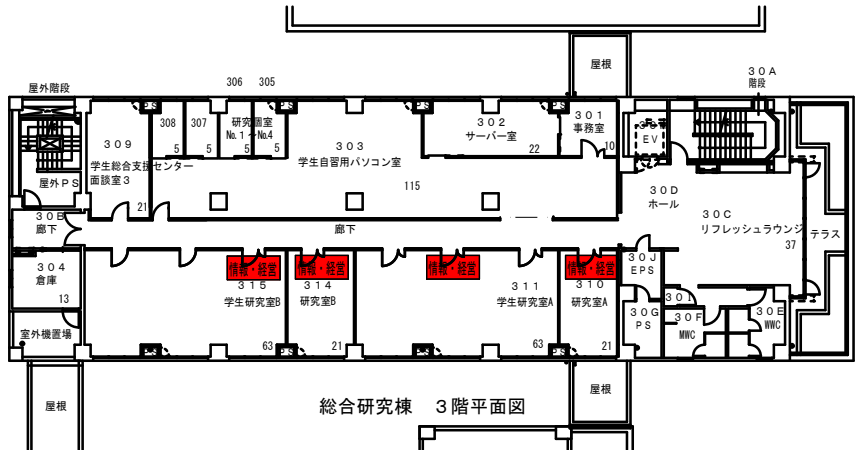 屋根
３０Ａ
階段
屋外階段
306
305
ＰＳ
ＰＳ
ＰＳ
308
307
研究個室
№.１～№.4
３０３
学生自習用パソコン室
115
３０２
サーバー室
22
３０１
事務室
10
ＥＶ
３０９
学生総合支援センター
面談室３
21
5
5
5
5
屋外ＰＳ
３０Ｂ
廊下
廊下
３０Ｄ
ホール
３０Ｃ
リフレッシュラウンジ
37
テラス
３０４
倉庫
13
室外機置場
情報・経営
３１５
学生研究室B
63
情報・経営
３１４
研究室B
21
情報・経営
３１１
学生研究室A
63
情報・経営
３１０
研究室A
21
３０Ｊ
ＥＰＳ
３０Ｉ
３０Ｇ
ＰＳ
３０Ｆ
MWC
３０Ｅ
WWC
ＰＳ
ＰＳ
ＰＳ
ＰＳ
屋根
屋根
総合研究棟　３階平面図